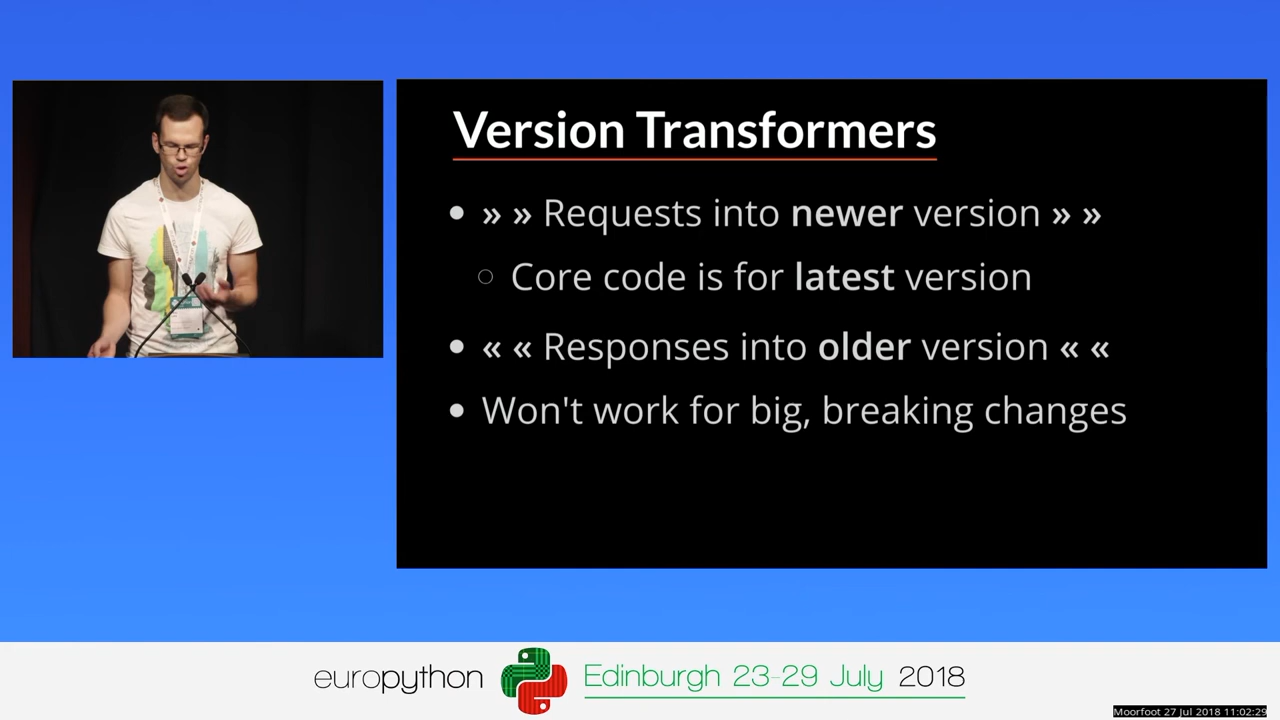 Version Transformers
• » » Requests into newer version » »
○ Core code is for latest version
• « « Responses into older version « «
• Won't work for big, breaking changes
europython Edinburgh 23-29 July 2018
Moorfoot 27 Jul 2018 11:02:29